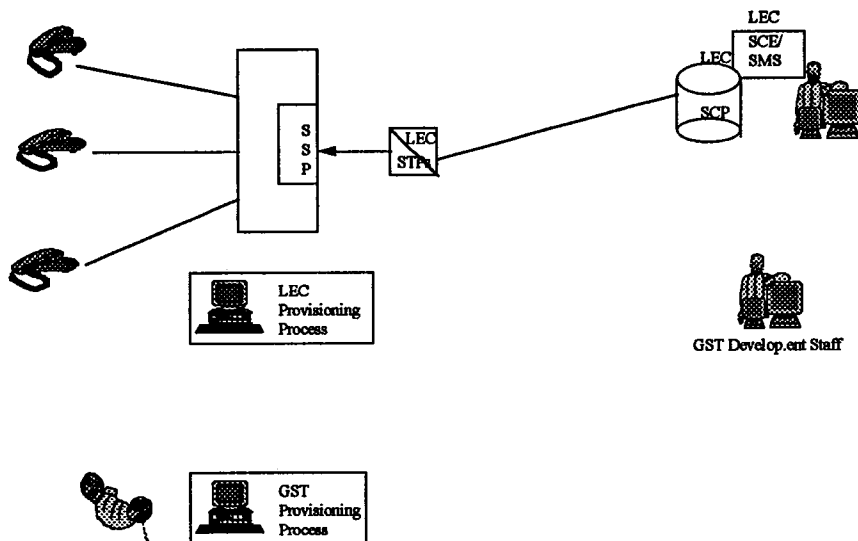 LEC
SCE/
SMS
LEC
SCP
S
S
P
LEC
STPs
LEC
Provisioning
Process
GST Develop.ent Staff
GST
Provisioning
Process